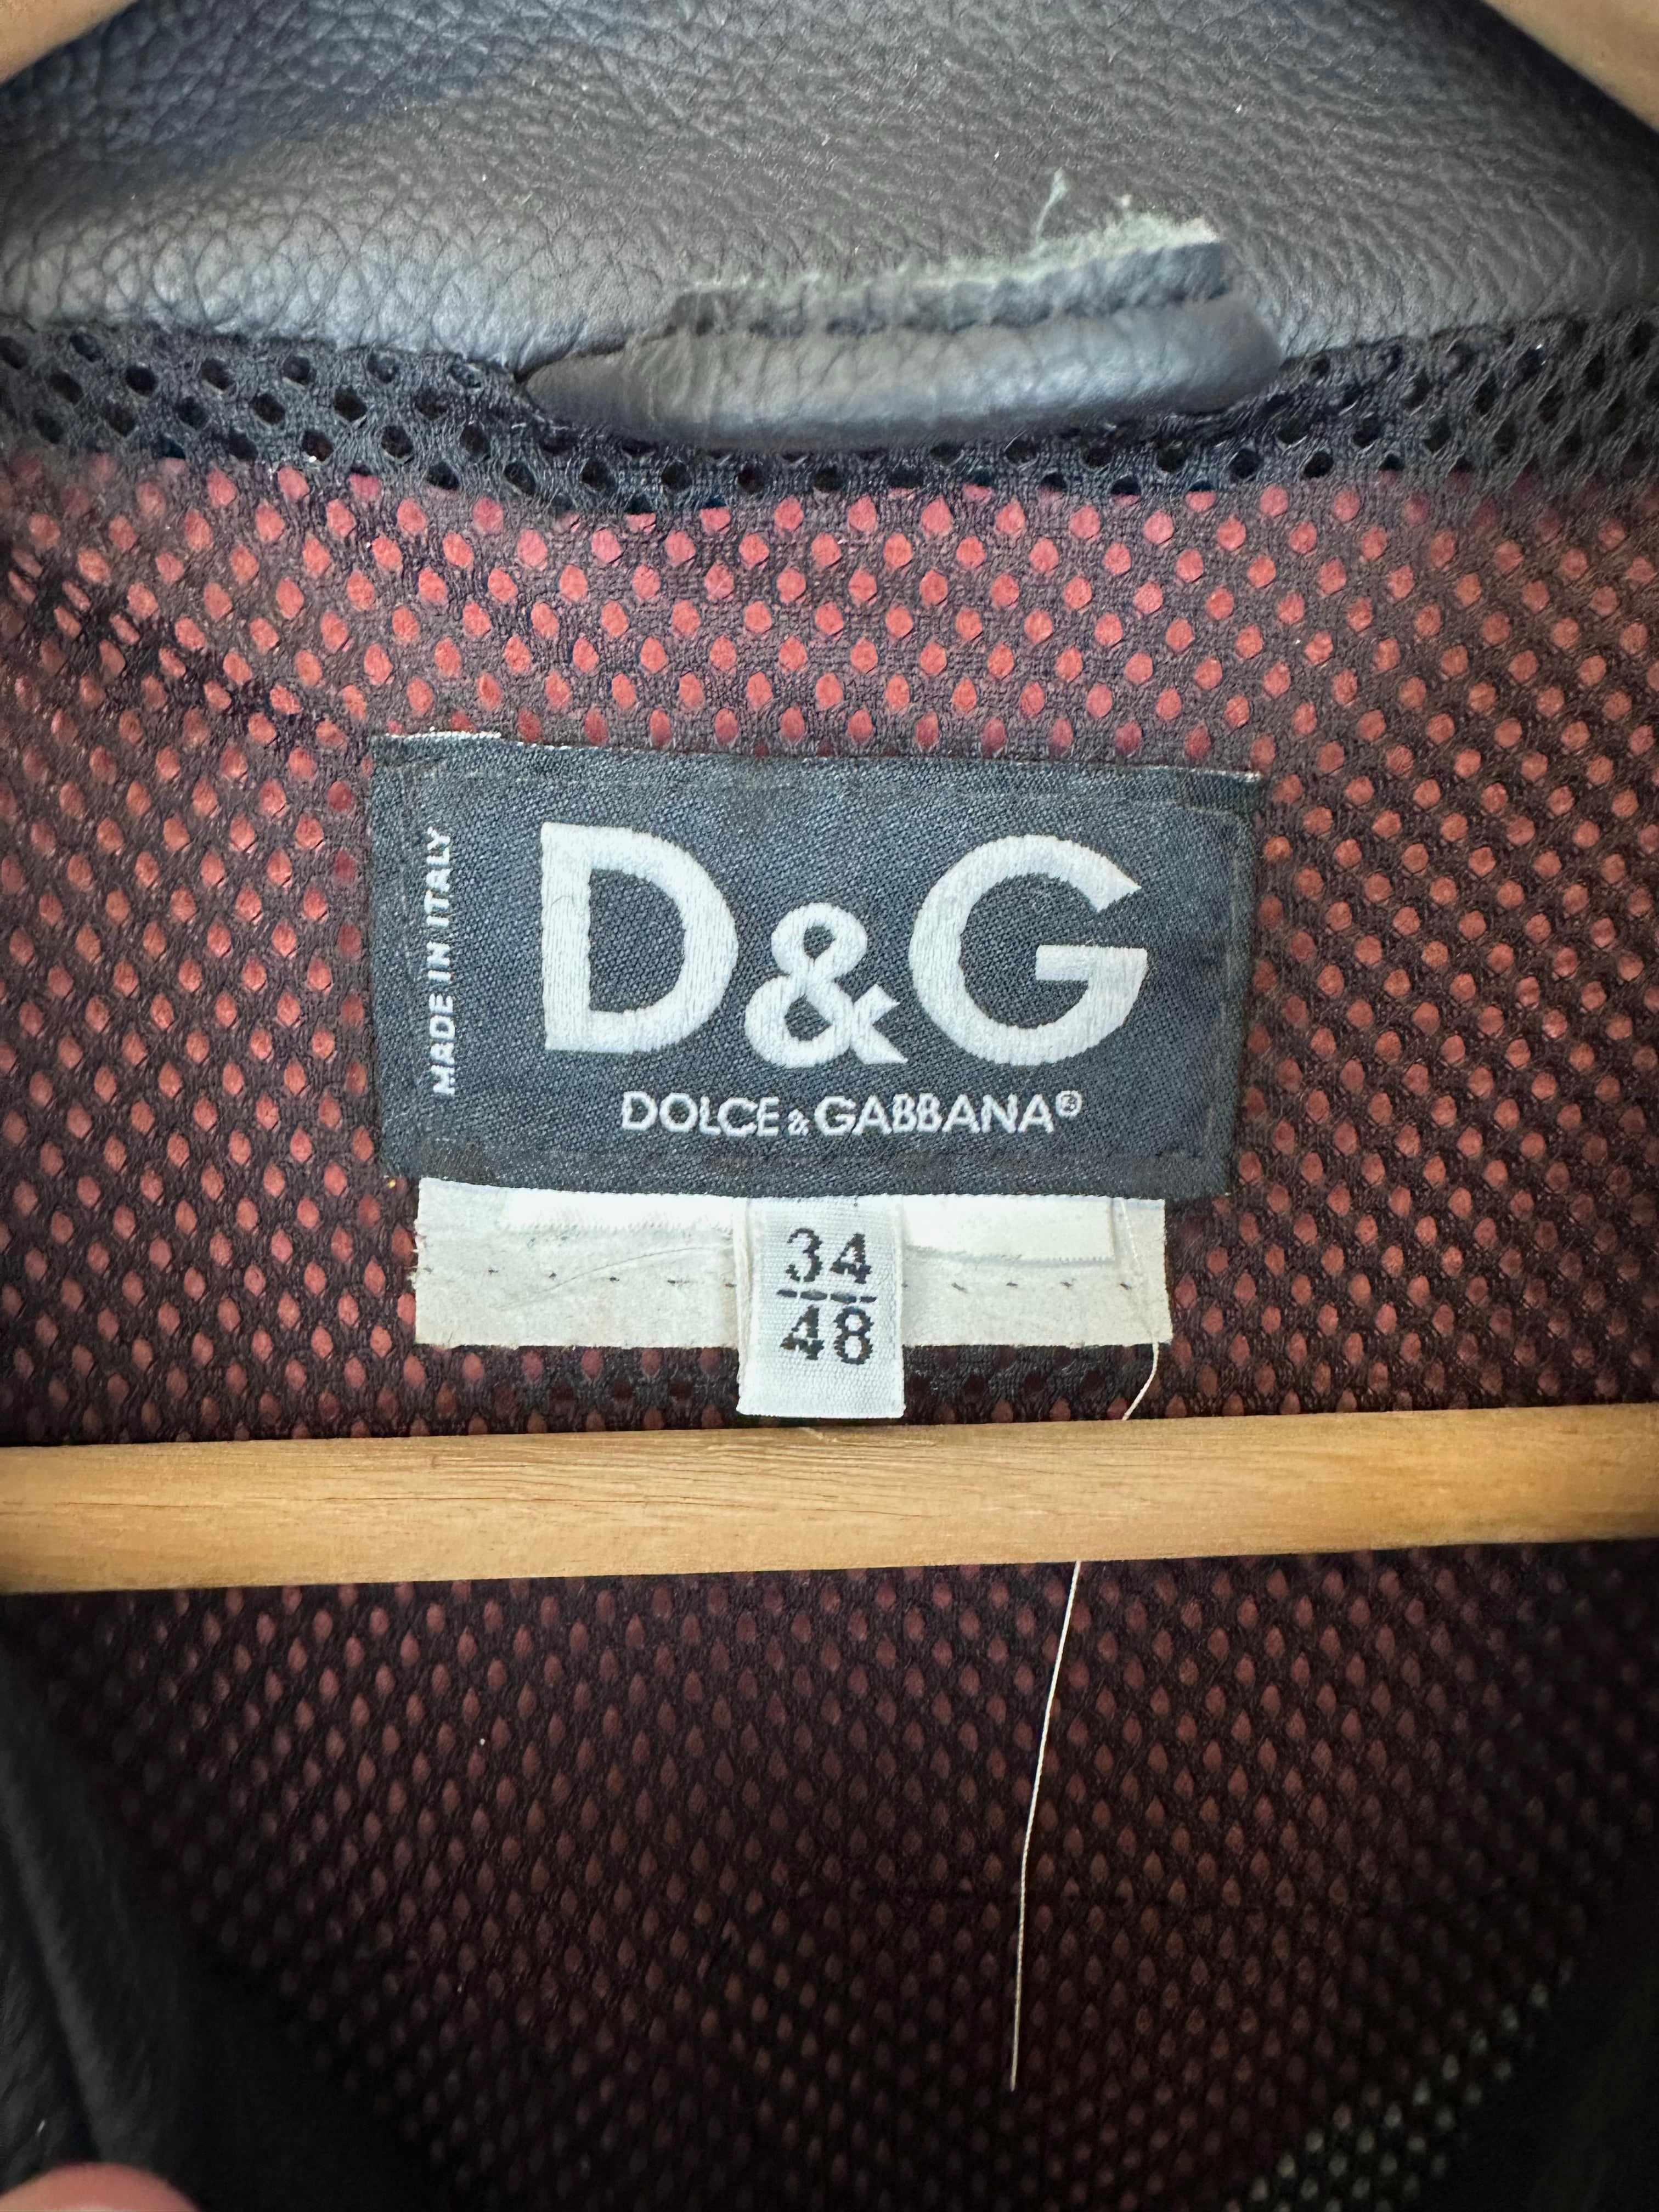 MADE IN ITALY
D&G
DOLCE & GABBANA®
34
48